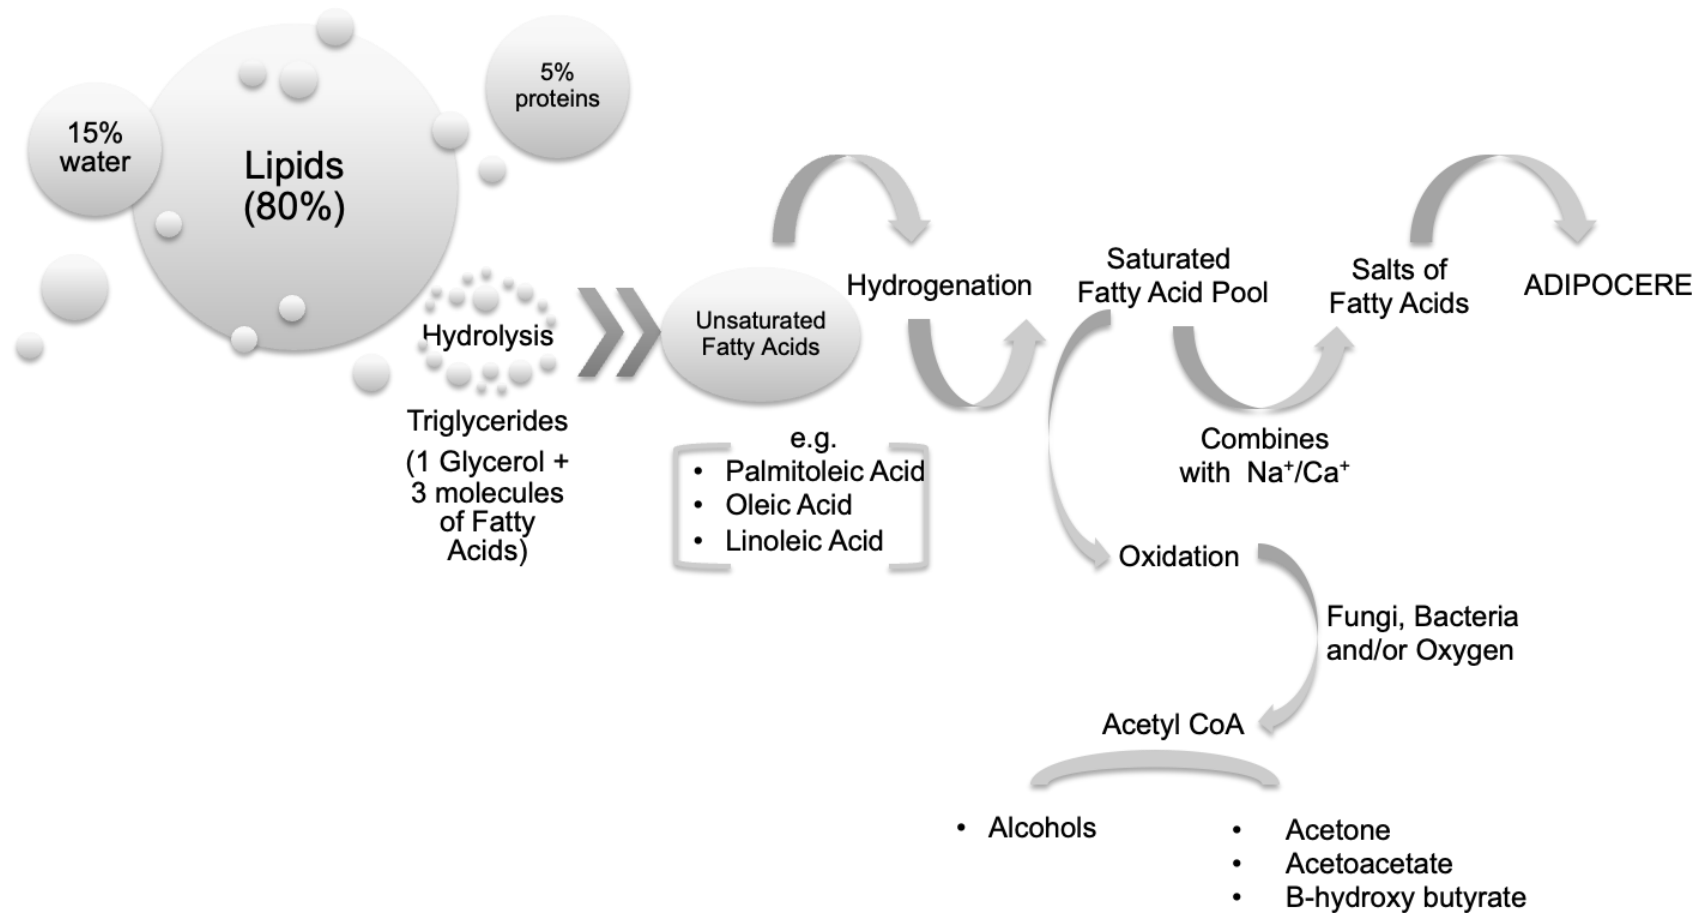 15%
water
Lipids
(80%)
5%
proteins
Hydrolysis
Triglycerides
(1 Glycerol +
3 molecules
of Fatty
Acids)
Unsaturated
Fatty Acids
e.g.
• Palmitoleic Acid
• Oleic Acid
• Linoleic Acid
Hydrogenation
Saturated
Fatty Acid Pool
Combines
with Na⁺/Ca⁺
Salts of
Fatty Acids
ADIPOCERE
Oxidation
Fungi, Bacteria
and/or Oxygen
Acetyl CoA
• Alcohols
• Acetone
• Acetoacetate
• B-hydroxy butyrate